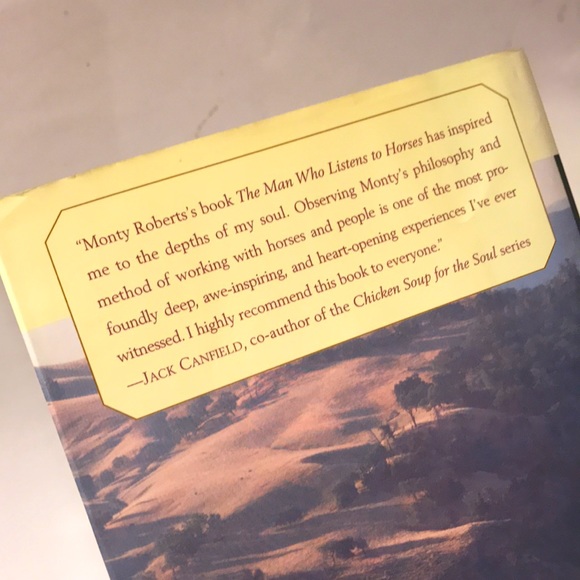 “Monty Roberts's book The Man Who Listens to Horses has inspired
me to the depths of my soul. Observing Monty's philosophy and
method of working with horses and people is one of the most pro-
foundly deep, awe-inspiring, and heart-opening experiences I've ever
witnessed. I highly recommend this book to everyone.”
—JACK CANFIELD, co-author of the Chicken Soup for the Soul series